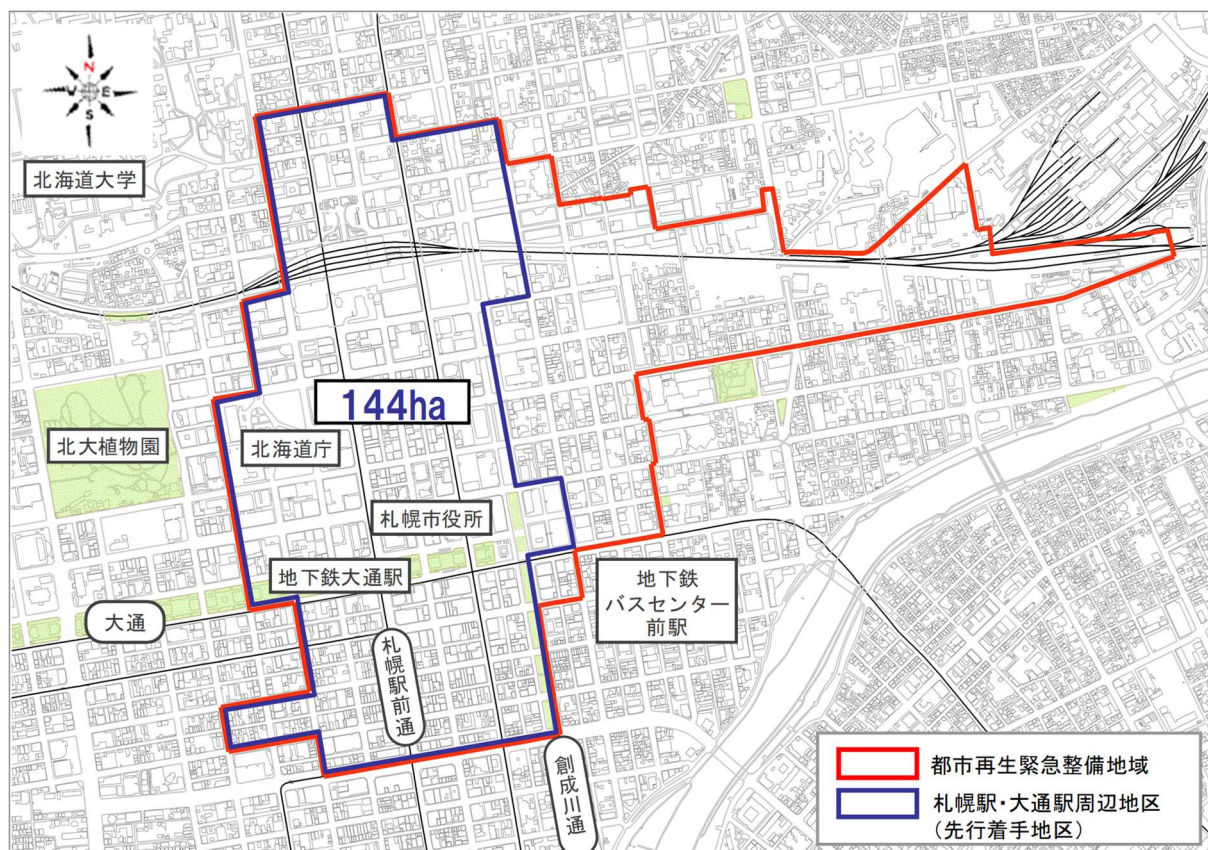 N
W
E
S
北海道大学
144ha
北大植物園
北海道庁
札幌市役所
地下鉄大通駅
地下鉄
バスセンター
前駅
大通
札幌駅前通
創成川通
都市再生緊急整備地域
札幌駅・大通駅周辺地区
（先行着手地区）